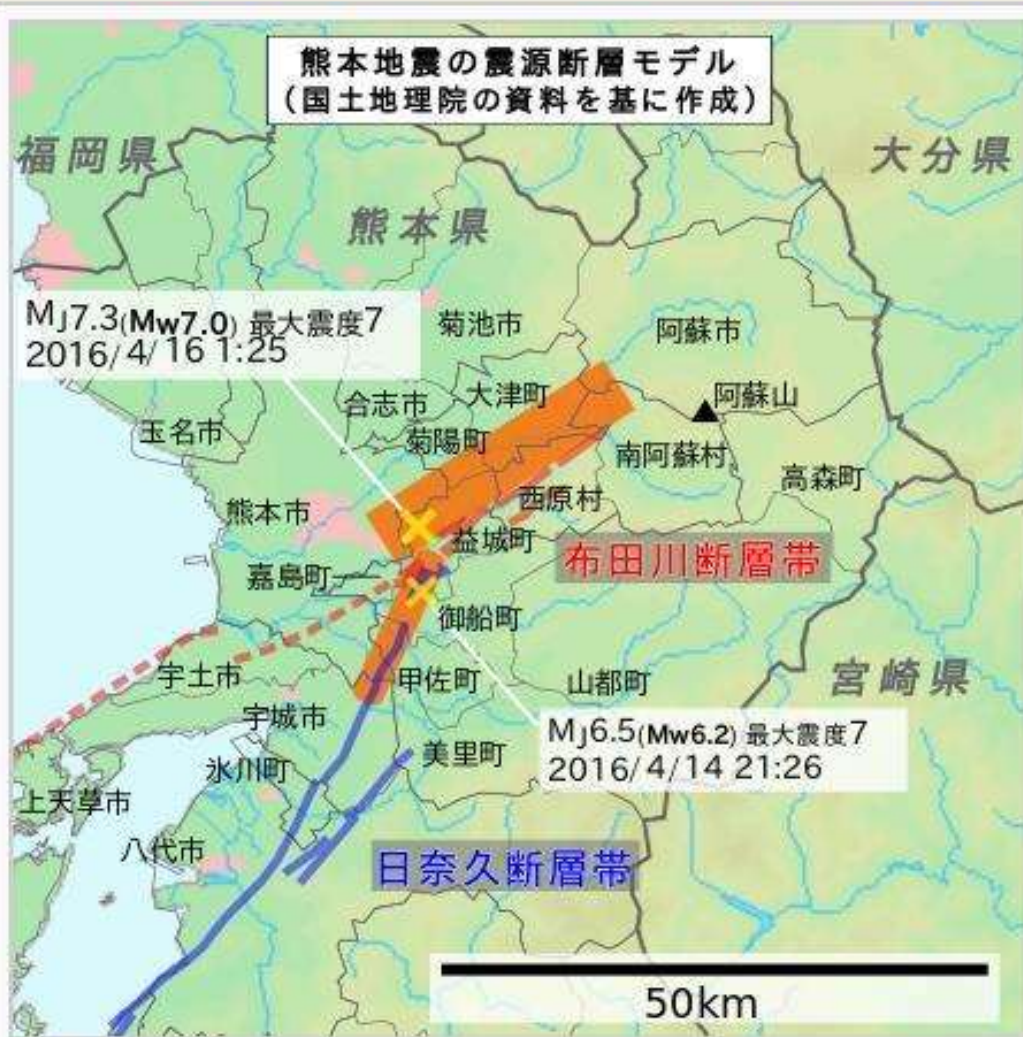 熊本地震の震源断層モデル
（国土地理院の資料を基に作成）
福岡県
大分県
熊本県
MJ7.3(Mw7.0) 最大震度7
2016/4/16 1:25
菊池市
阿蘇市
大津町
阿蘇山
合志市
玉名市
菊陽町
南阿蘇村
高森町
西原村
熊本市
益城町
布田川断層帯
嘉島町
御船町
宇土市
甲佐町
山都町
宮崎県
宇城市
MJ6.5(Mw6.2) 最大震度7
2016/4/14 21:26
美里町
氷川町
上天草市
八代市
日奈久断層帯
50km